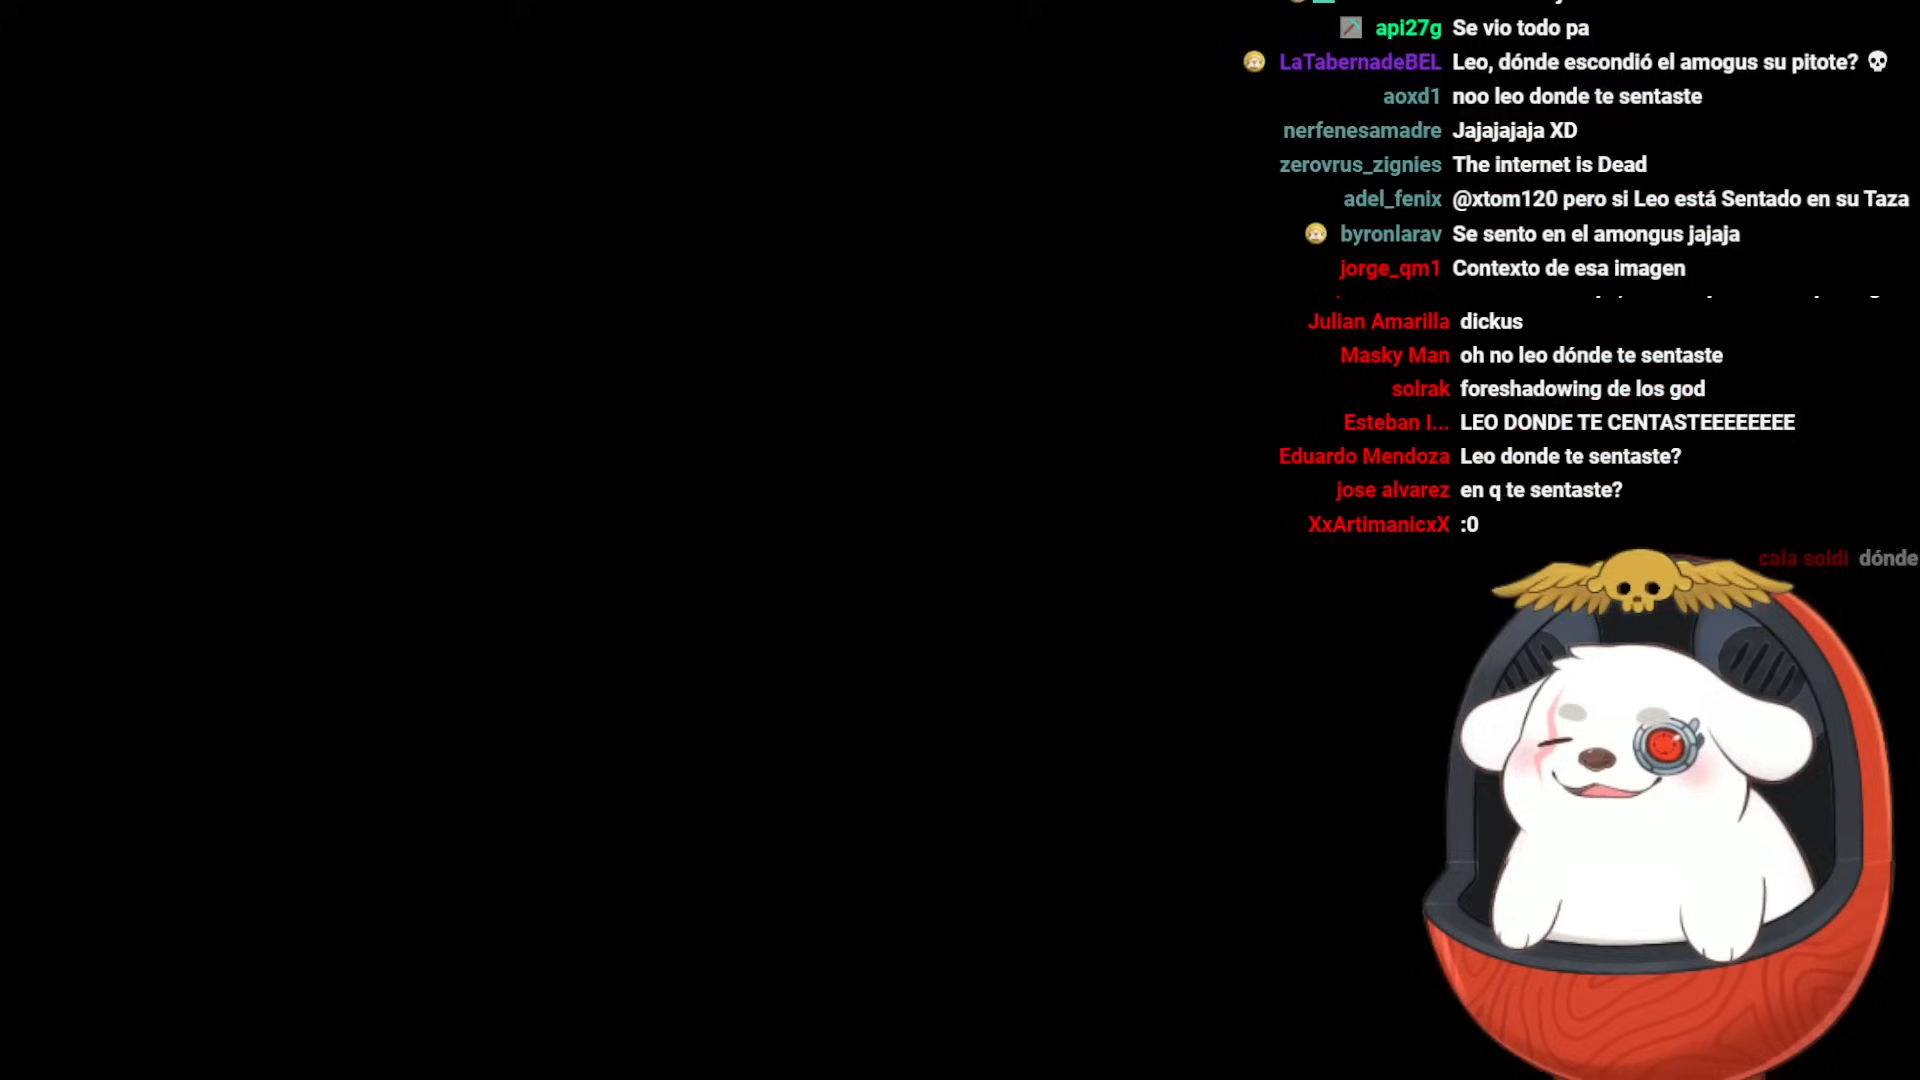 api27g Se vio todo pa
LaTabernadeBEL Leo, dónde escondió el amogus su pitote? 💀
aoxd1 noo leo donde te sentaste
nerfenesamadre Jajajajaja XD
zerovrus_zignies The internet is Dead
adel_fenix @xtom120 pero si Leo está Sentado en su Taza
byronlarav Se sento en el amongus jajaja
jorge_qm1 Contexto de esa imagen
Julian Amarilla dickus
Masky Man oh no leo dónde te sentaste
solrak foreshadowing de los god
Esteban I... LEO DONDE TE CENTASTEEEEEEEE
Eduardo Mendoza Leo donde te sentaste?
jose alvarez en q te sentaste?
XxArtimanicxX :0
cala soldi dónde